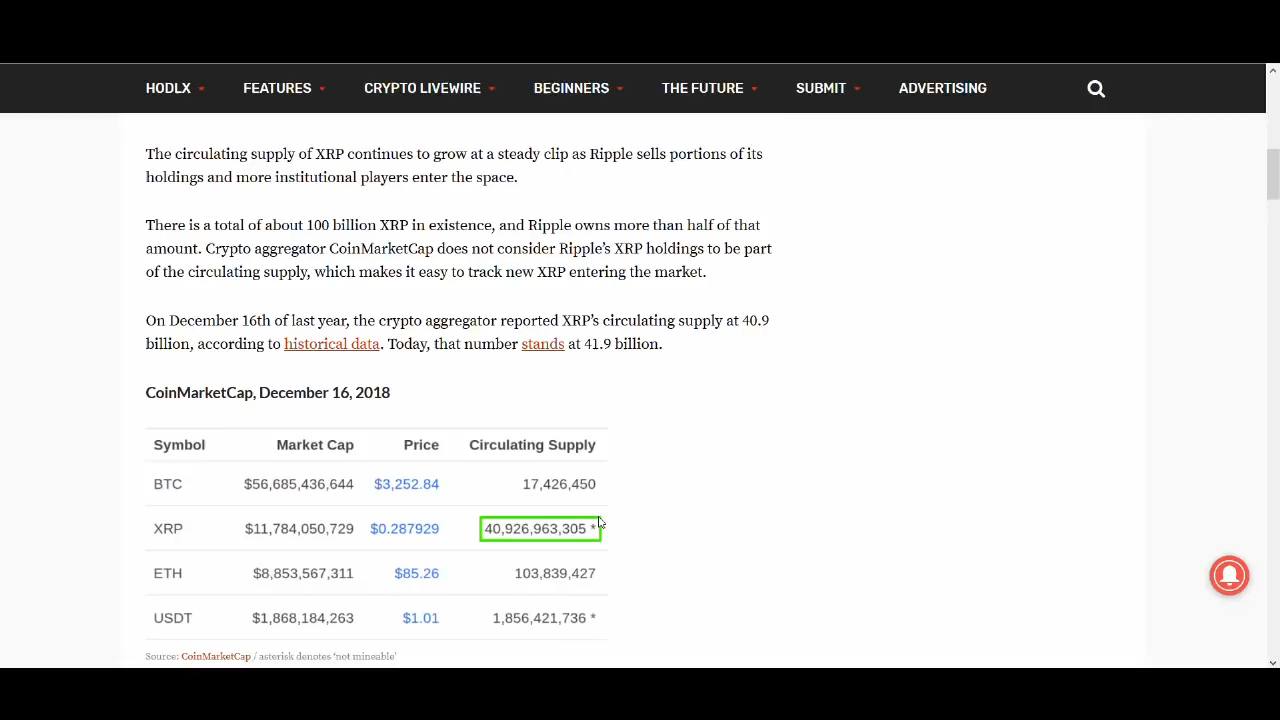 HODLX FEATURES CRYPTO LIVEWIRE BEGINNERS THE FUTURE SUBMIT ADVERTISING
The circulating supply of XRP continues to grow at a steady clip as Ripple sells portions of its
holdings and more institutional players enter the space.
There is a total of about 100 billion XRP in existence, and Ripple owns more than half of that
amount. Crypto aggregator CoinMarketCap does not consider Ripple’s XRP holdings to be part
of the circulating supply, which makes it easy to track new XRP entering the market.
On December 16th of last year, the crypto aggregator reported XRP’s circulating supply at 40.9
billion, according to historical data. Today, that number stands at 41.9 billion.
CoinMarketCap, December 16, 2018
Symbol Market Cap Price Circulating Supply
BTC $56,685,436,644 $3,252.84 17,426,450
XRP $11,784,050,729 $0.287929 40,926,963,305 *
ETH $8,853,567,311 $85.26 103,839,427
USDT $1,868,184,263 $1.01 1,856,421,736 *
Source: CoinMarketCap / asterisk denotes ‘not mineable’